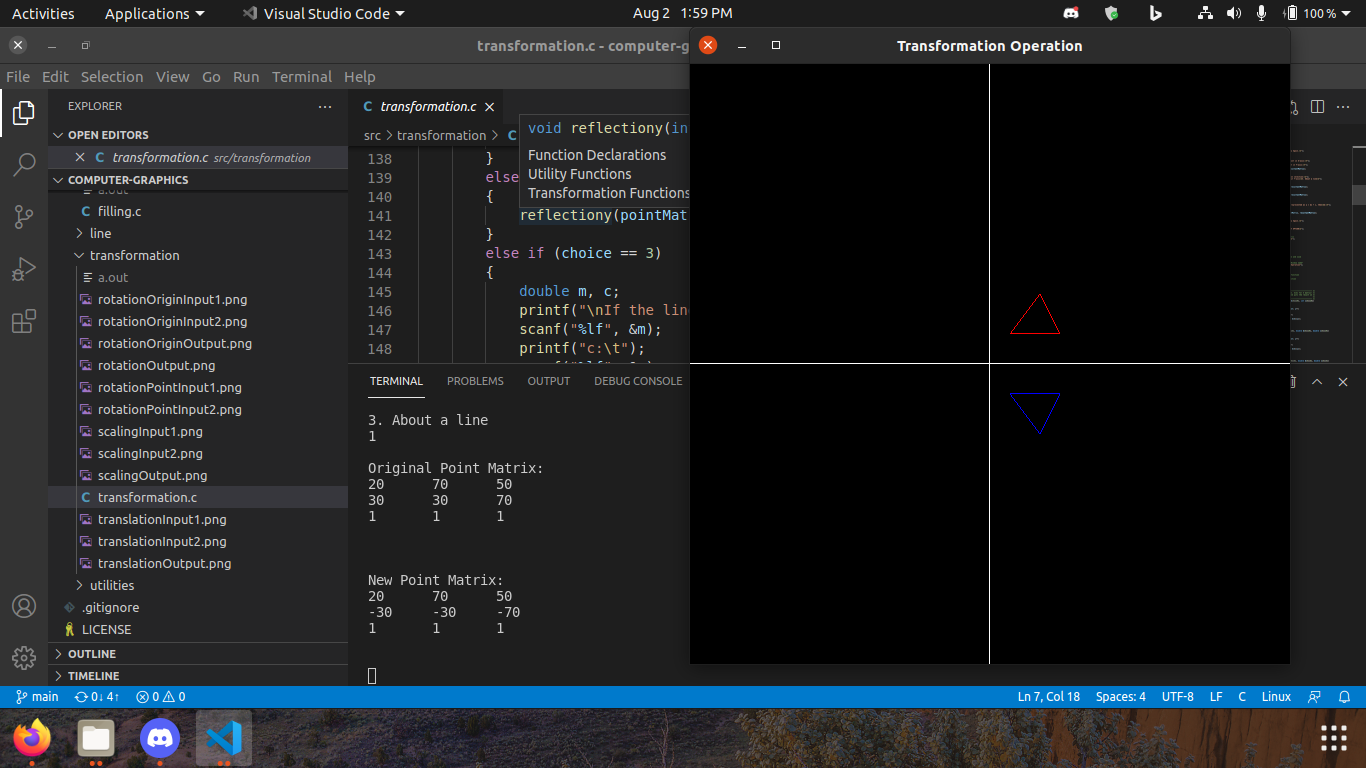 Activities Applications Visual Studio Code Aug 2 1:59 PM 100 %
transformation.c - computer-g
Transformation Operation
File Edit Selection View Go Run Terminal Help
EXPLORER
OPEN EDITORS
transformation.c src/transformation
COMPUTER-GRAPHICS
a.out
filling.c
line
transformation
a.out
rotationOriginInput1.png
rotationOriginInput2.png
rotationOriginOutput.png
rotationOutput.png
rotationPointInput1.png
rotationPointInput2.png
scalingInput1.png
scalingInput2.png
scalingOutput.png
transformation.c
translationInput1.png
translationInput2.png
translationOutput.png
utilities
.gitignore
LICENSE
OUTLINE
TIMELINE
transformation.c
src > transformation > C
void reflectiony(in
Function Declarations
Utility Functions
Transformation Functions
138 }
139 else
140 {
141 reflectiony(pointMat
142 }
143 else if (choice == 3)
144 {
145 double m, c;
146 printf("\nIf the lin
147 scanf("%lf", &m);
148 printf("c:\t");
TERMINAL PROBLEMS OUTPUT DEBUG CONSOLE
3. About a line
1
Original Point Matrix:
20 70 50
30 30 70
1 1 1
New Point Matrix:
20 70 50
-30 -30 -70
1 1 1
main 0↓ 4↑ 0 0 Ln 7, Col 18 Spaces: 4 UTF-8 LF C Linux